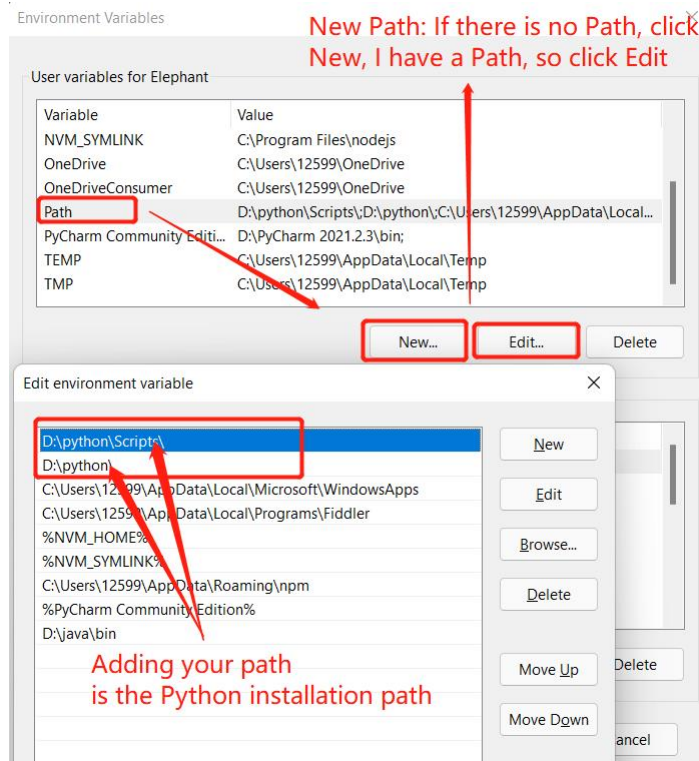 Environment Variables
New Path: If there is no Path, click
New, I have a Path, so click Edit
User variables for Elephant
Variable Value
NVM_SYMLINK C:\Program Files\nodejs
OneDrive C:\Users\12599\OneDrive
OneDriveConsumer C:\Users\12599\OneDrive
Path D:\python\Scripts\;D:\python\;C:\Users\12599\AppData\Local...
PyCharm Community Editi... D:\PyCharm 2021.2.3\bin;
TEMP C:\Users\12599\AppData\Local\Temp
TMP C:\Users\12599\AppData\Local\Temp
New... Edit... Delete
Edit environment variable
D:\python\Scripts\
D:\python\
C:\Users\12599\AppData\Local\Microsoft\WindowsApps
C:\Users\12599\AppData\Local\Programs\Fiddler
%NVM_HOME%
%NVM_SYMLINK%
C:\Users\12599\AppData\Roaming\npm
%PyCharm Community Edition%
D:\java\bin
New
Edit
Browse...
Delete
Move Up
Move Down
Adding your path
is the Python installation path
Delete
ancel